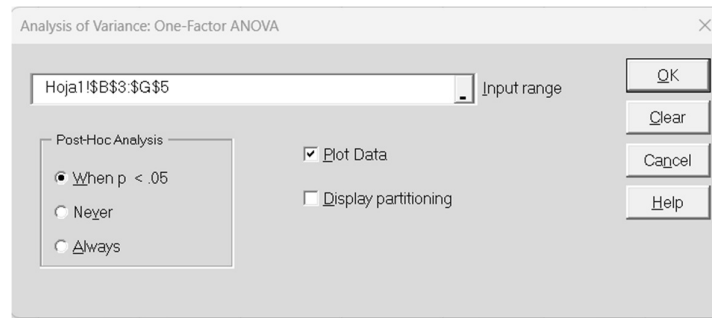 Analysis of Variance: One-Factor ANOVA
Hoja1!$B$3:$G$5
Input range
OK
Clear
Cancel
Help
Post-Hoc Analysis
When p < .05
Never
Always
Plot Data
Display partitioning